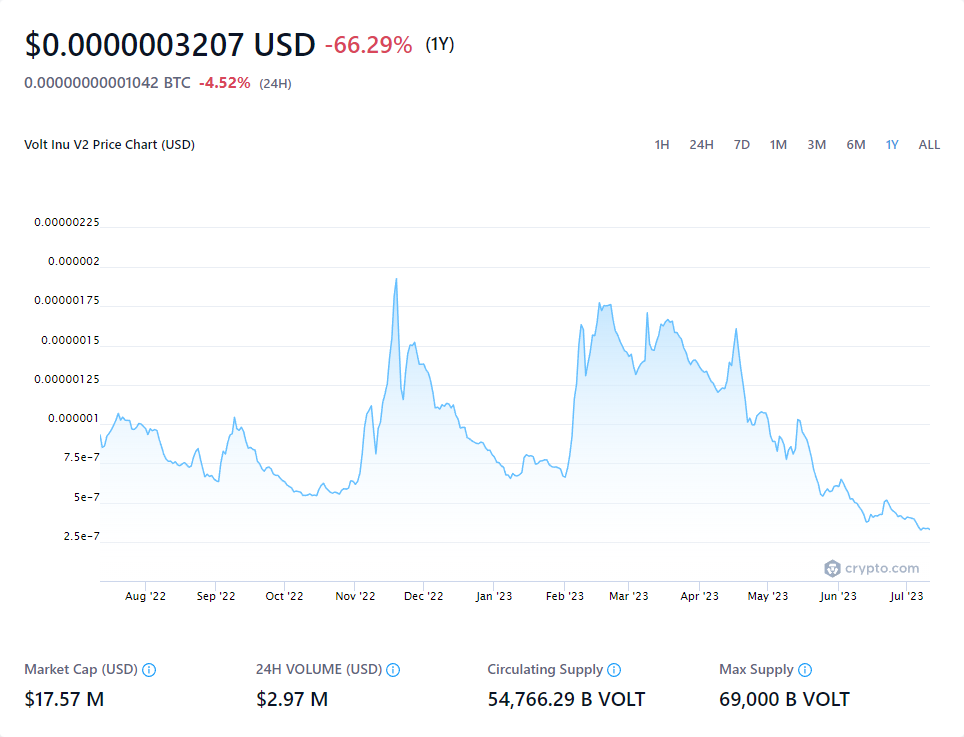 $0.0000003207 USD -66.29% (1Y)
0.00000000001042 BTC -4.52% (24H)
Volt Inu V2 Price Chart (USD) 1H 24H 7D 1M 3M 6M 1Y ALL
0.00000225
0.000002
0.00000175
0.0000015
0.00000125
0.000001
7.5e-7
5e-7
2.5e-7
crypto.com
Aug '22 Sep '22 Oct '22 Nov '22 Dec '22 Jan '23 Feb '23 Mar '23 Apr '23 May '23 Jun '23 Jul '23
Market Cap (USD) 24H VOLUME (USD) Circulating Supply Max Supply
$17.57 M $2.97 M 54,766.29 B VOLT 69,000 B VOLT